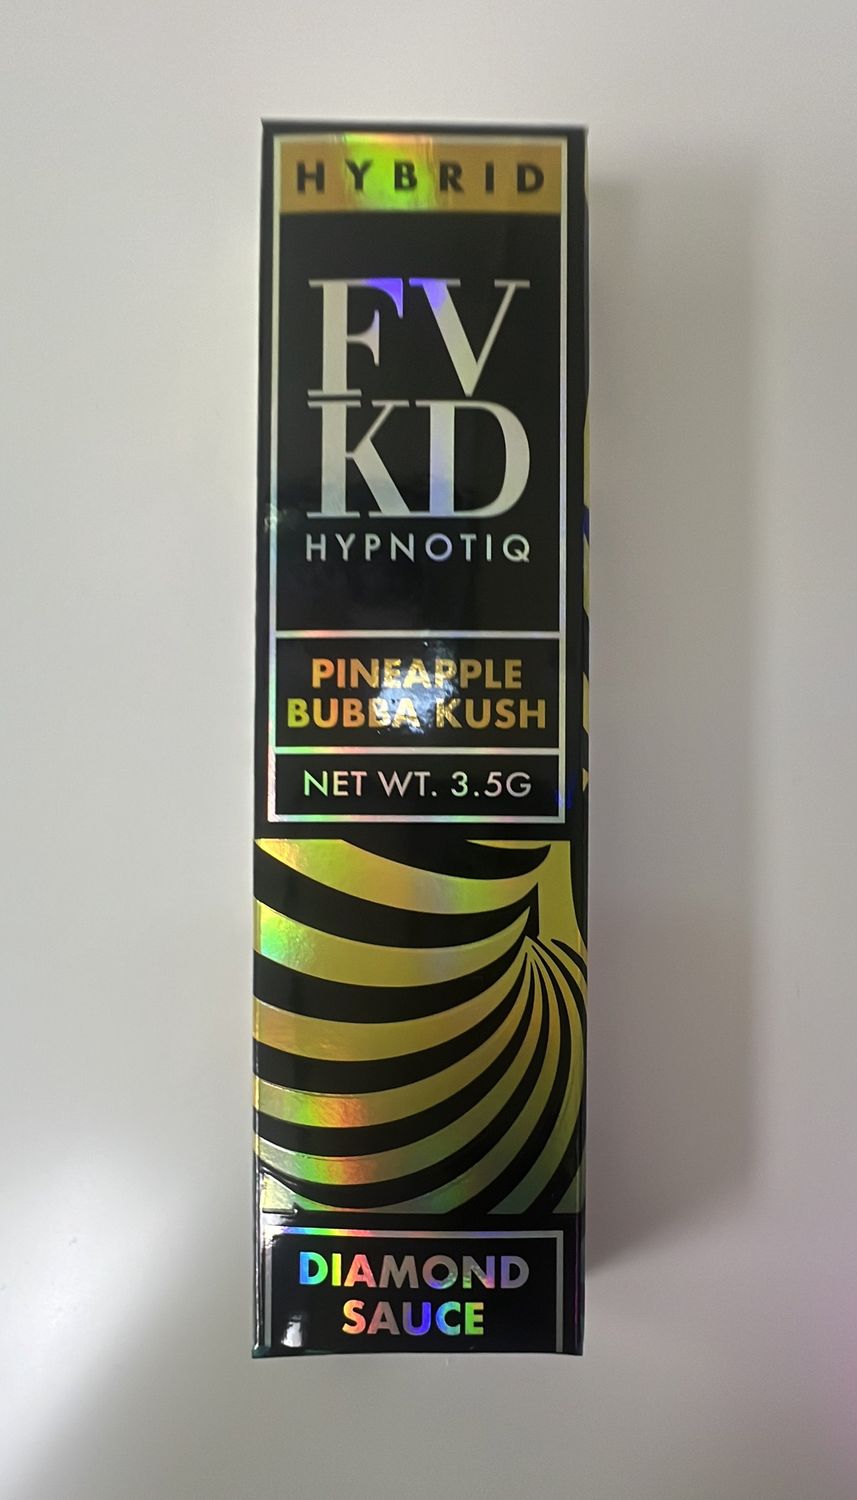 HYBRID
FV
KD
HYPNOTIQ
PINEAPPLE
BUBBA KUSH
NET WT. 3.5G
DIAMOND
SAUCE